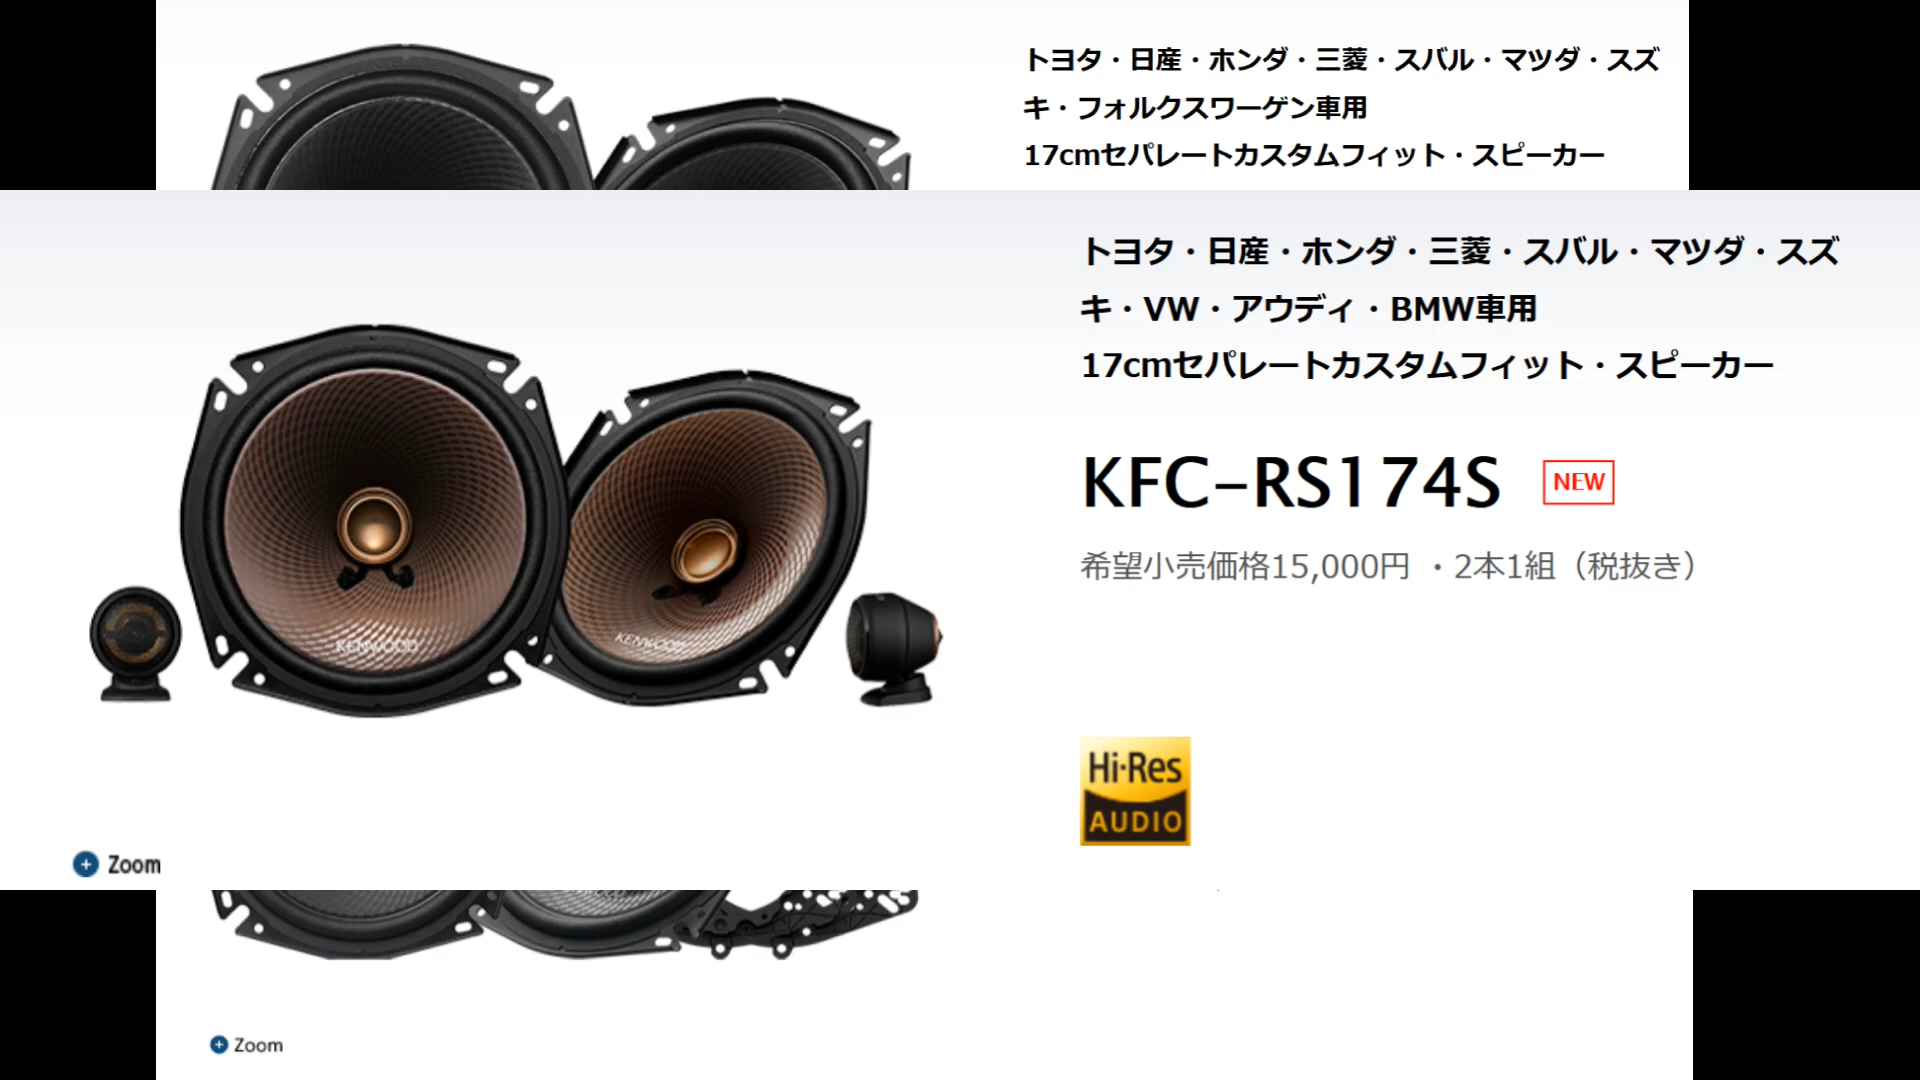 トヨタ・日産・ホンダ・三菱・スバル・マツダ・スズ
キ・フォルクスワーゲン車用
17cmセパレートカスタムフィット・スピーカー
トヨタ・日産・ホンダ・三菱・スバル・マツダ・スズ
キ・VW・アウディ・BMW車用
17cmセパレートカスタムフィット・スピーカー
KFC-RS174S NEW
希望小売価格15,000円 ・2本1組（税抜き）
KENWOOD
KENWOOD
Hi-Res
AUDIO
Zoom
Zoom